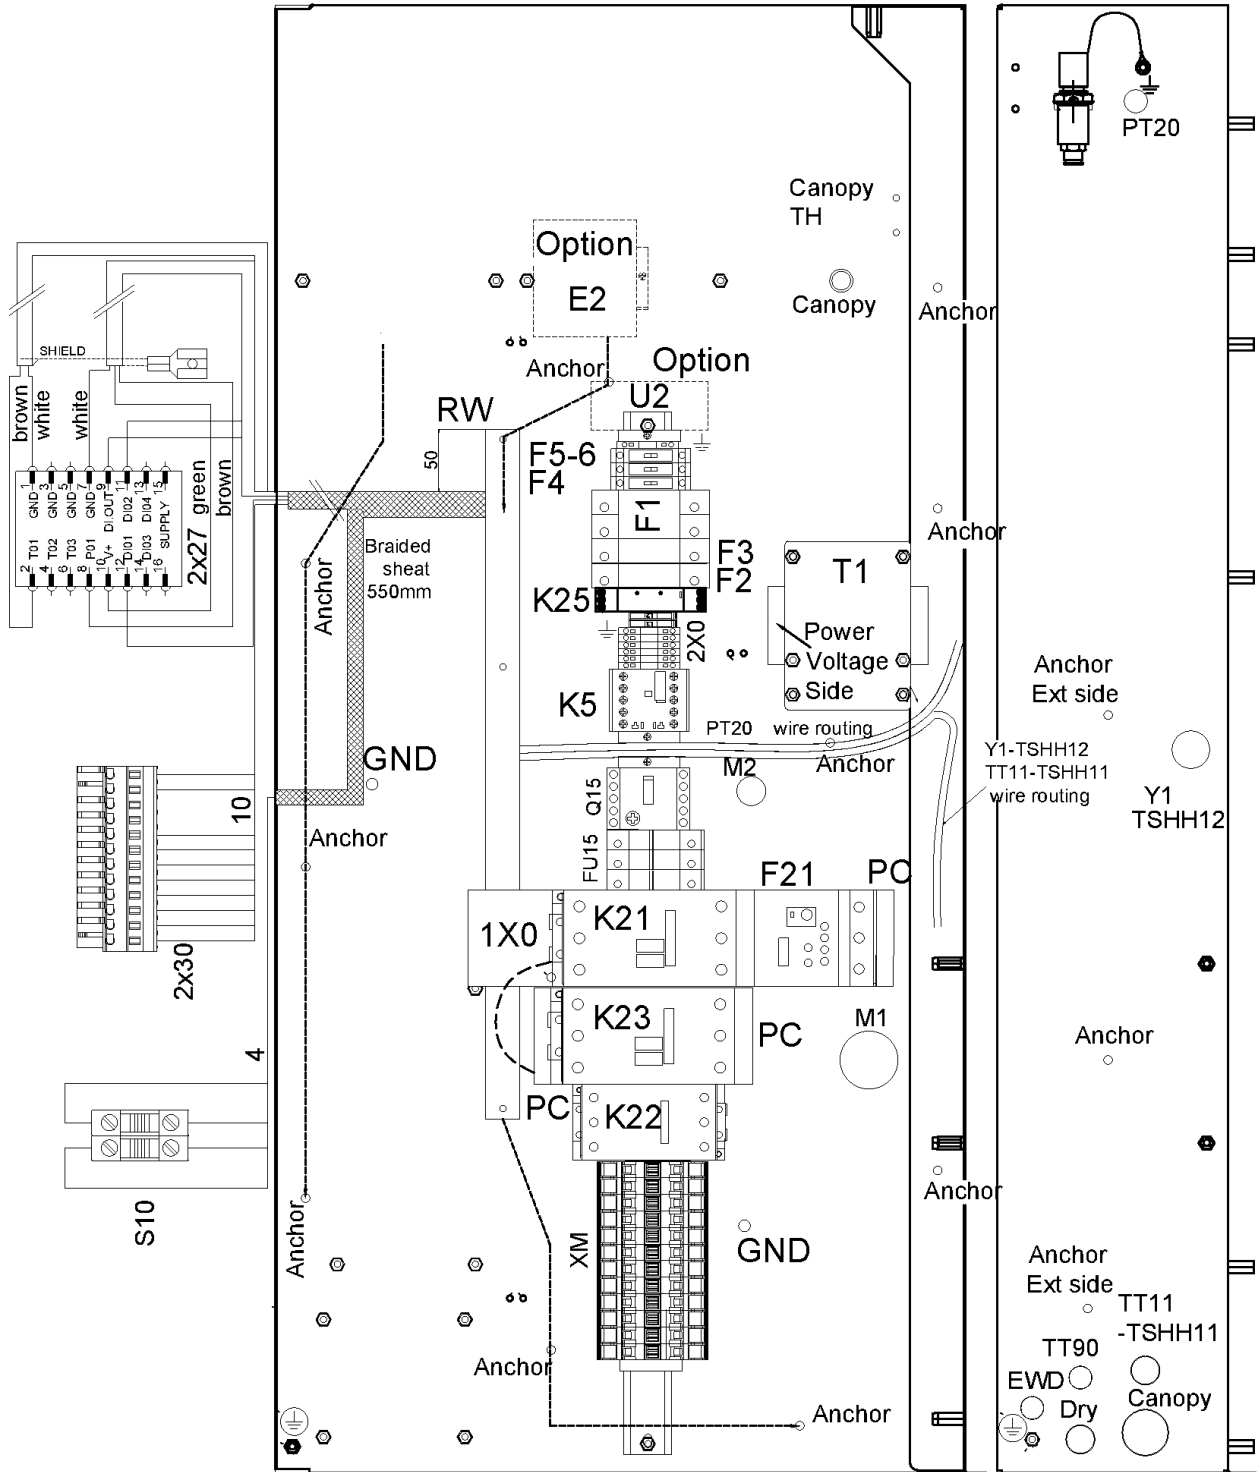 PT20
Canopy
TH
Option
E2
Canopy
Anchor
SHIELD
Anchor
Option
brown
white
white
U2
RW
F5-6
50
F4
1 3 5 7 9 11 13 15
GND GND GND GND DI.OUT DI02 DI04 SUPPLY
T01 T02 T03 P01 V+ DI01 DI03
2 4 6 8 10 12 14 16
green
brown
2x27
F1
Anchor
Braided
sheat
550mm
F3
F2
T1
K25
Anchor
2X0
Power
Voltage
Side
Anchor
Ext side
K5
PT20 wire routing
GND
M2
Anchor
Y1-TSHH12
TT11-TSHH11
wire routing
Y1
TSHH12
10
Q15
Anchor
FU15
F21
PC
K21
1X0
2x30
K23
PC
M1
Anchor
4
PC
K22
Anchor
S10
Anchor
XM
GND
Anchor
Ext side
TT11
-TSHH11
TT90
Anchor
EWD
Canopy
Dry
Anchor